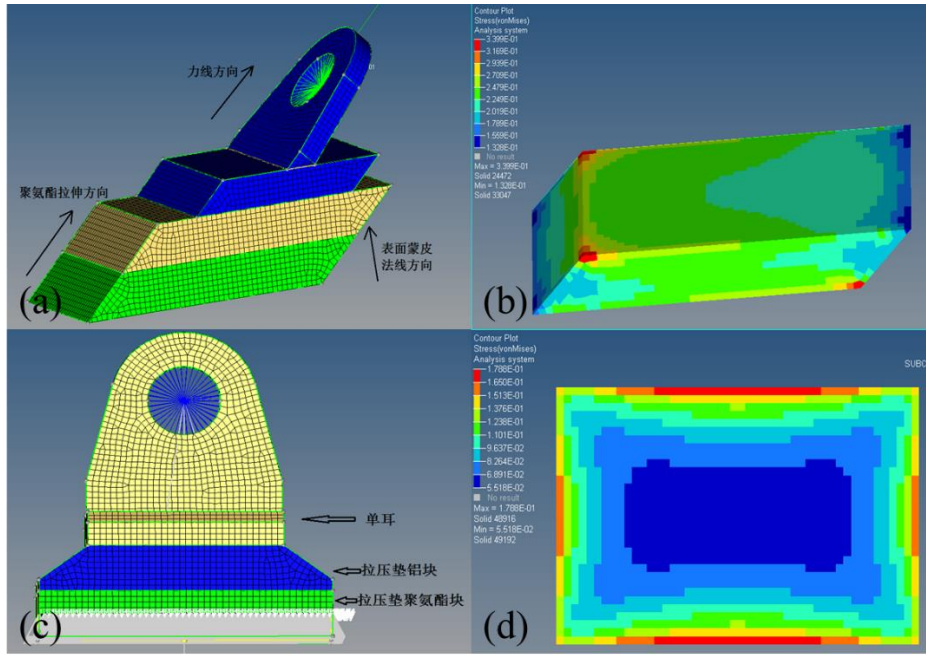 力线方向
01
聚氨酯拉伸方向
表面蒙皮
法线方向
(a)
Contour Plot
Stress(vonMises)
Analysis system
3.399E-01
3.169E-01
2.939E-01
2.709E-01
2.479E-01
2.249E-01
2.019E-01
1.789E-01
1.559E-01
1.328E-01
No result
Max = 3.399E-01
Solid 24472
Min = 1.328E-01
Solid 33047
(b)
单耳
拉压垫铝块
拉压垫聚氨酯块
(c)
Contour Plot
Stress(vonMises)
Analysis system
1.788E-01
1.650E-01
1.513E-01
1.376E-01
1.238E-01
1.101E-01
9.637E-02
8.264E-02
6.891E-02
5.518E-02
No result
Max = 1.788E-01
Solid 48916
Min = 5.518E-02
Solid 49192
SUBC
(d)